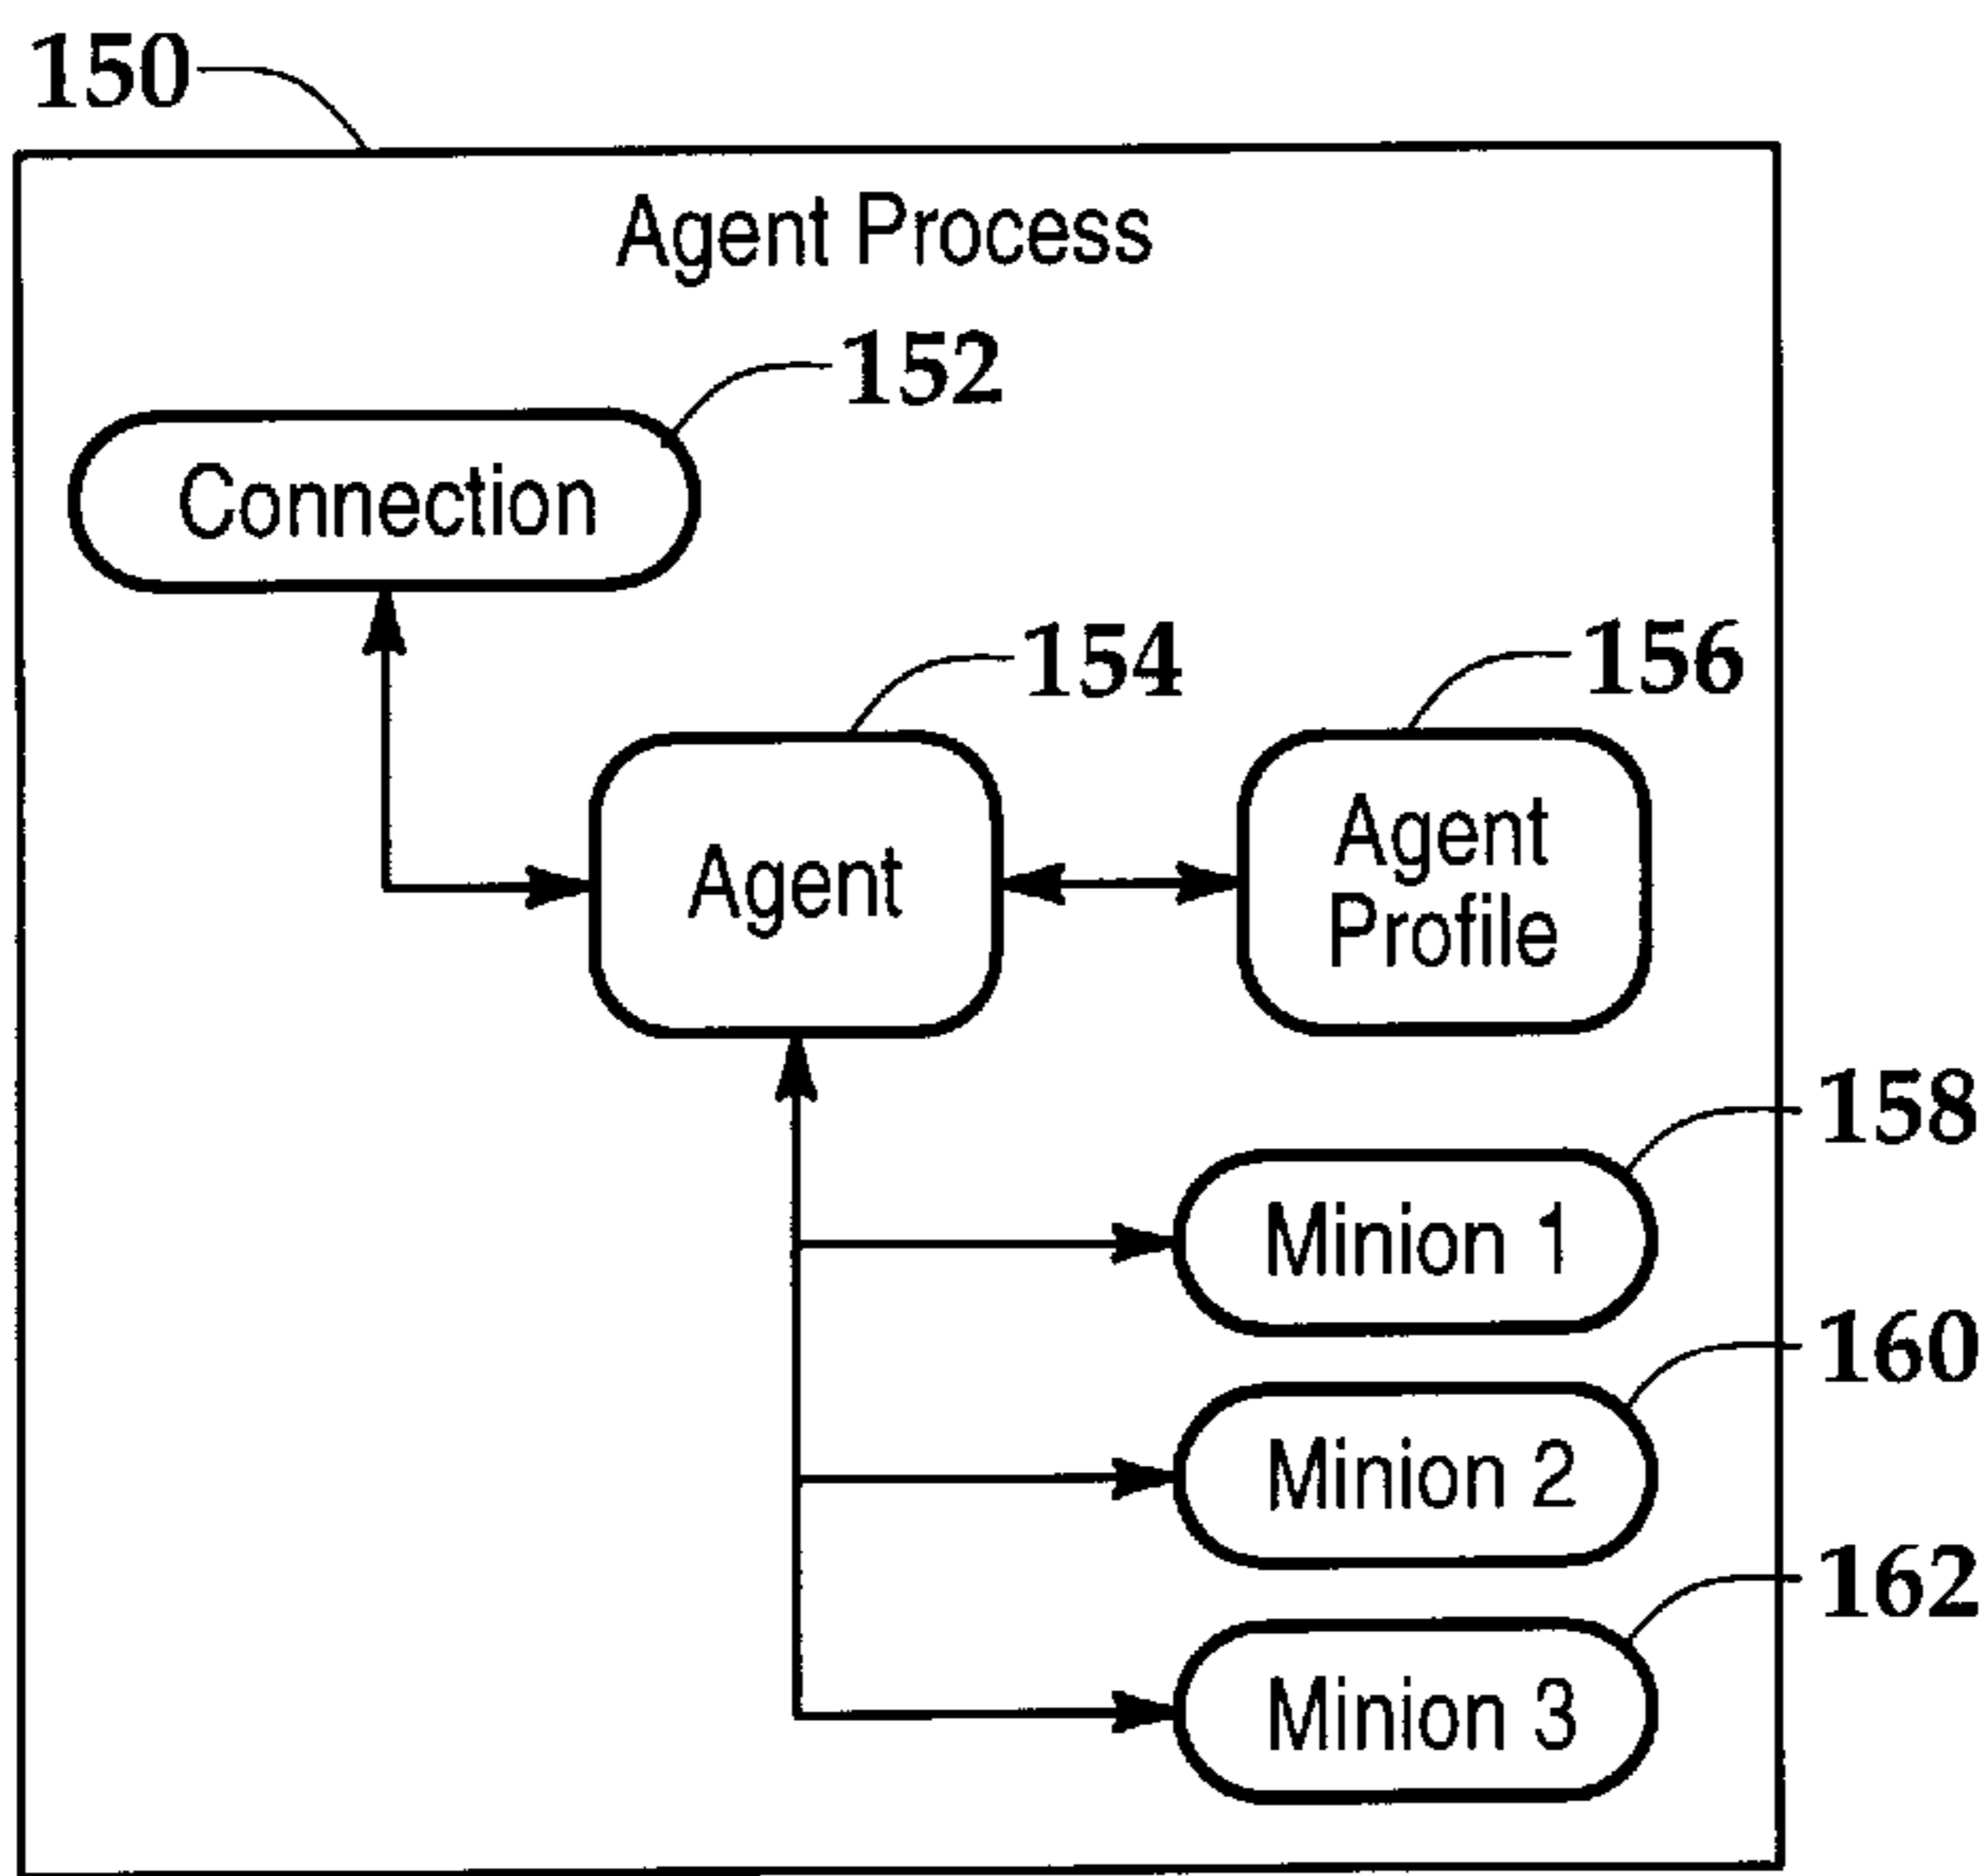 150
Agent Process
152
Connection
154
156
Agent
Agent
Profile
158
Minion 1
160
Minion 2
162
Minion 3